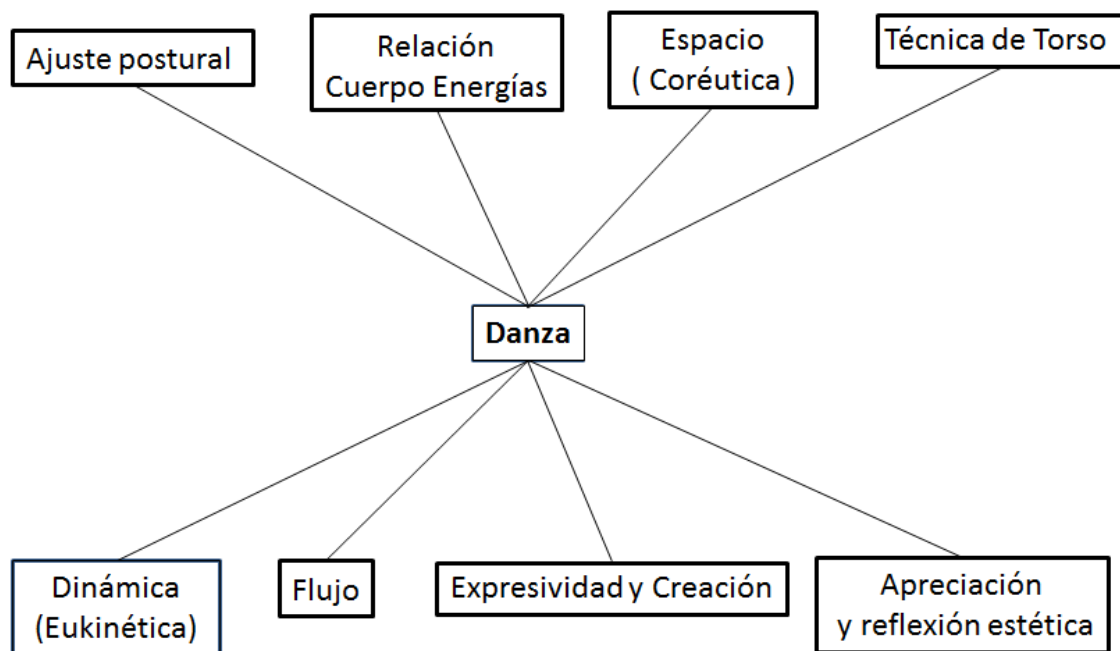 Ajuste postural
Relación
Cuerpo Energías
Espacio
( Coréutica )
Técnica de Torso
Danza
Dinámica
(Eukinética)
Flujo
Expresividad y Creación
Apreciación
y reflexión estética